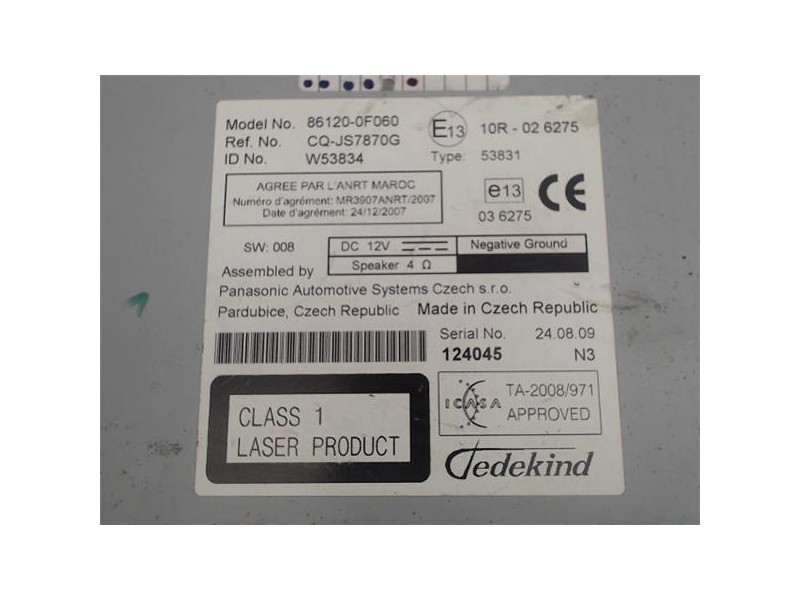 Model No. 86120-0F060
Ref. No. CQ-JS7870G
ID No. W53834
E13 10R - 02 6275
Type: 53831
AGREE PAR L'ANRT MAROC
Numéro d'agrément: MR3907ANRT/2007
Date d'agrément: 24/12/2007
e13
03 6275
CE
SW: 008
DC 12V
Negative Ground
Speaker 4 Ω
Assembled by
Panasonic Automotive Systems Czech s.r.o.
Pardubice, Czech Republic Made in Czech Republic
Serial No. 24.08.09
124045 N3
CLASS 1
LASER PRODUCT
ICASA
TA-2008/971
APPROVED
Tedekind